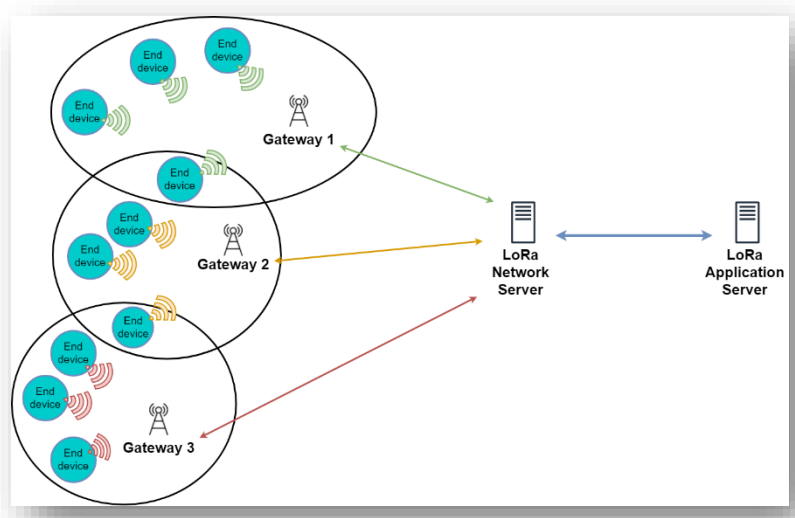 End
device
End
device
End
device
Gateway 1
End
device
End
device
End
device
Gateway 2
LoRa
Network
Server
LoRa
Application
Server
End
device
End
device
End
device
End
device
Gateway 3